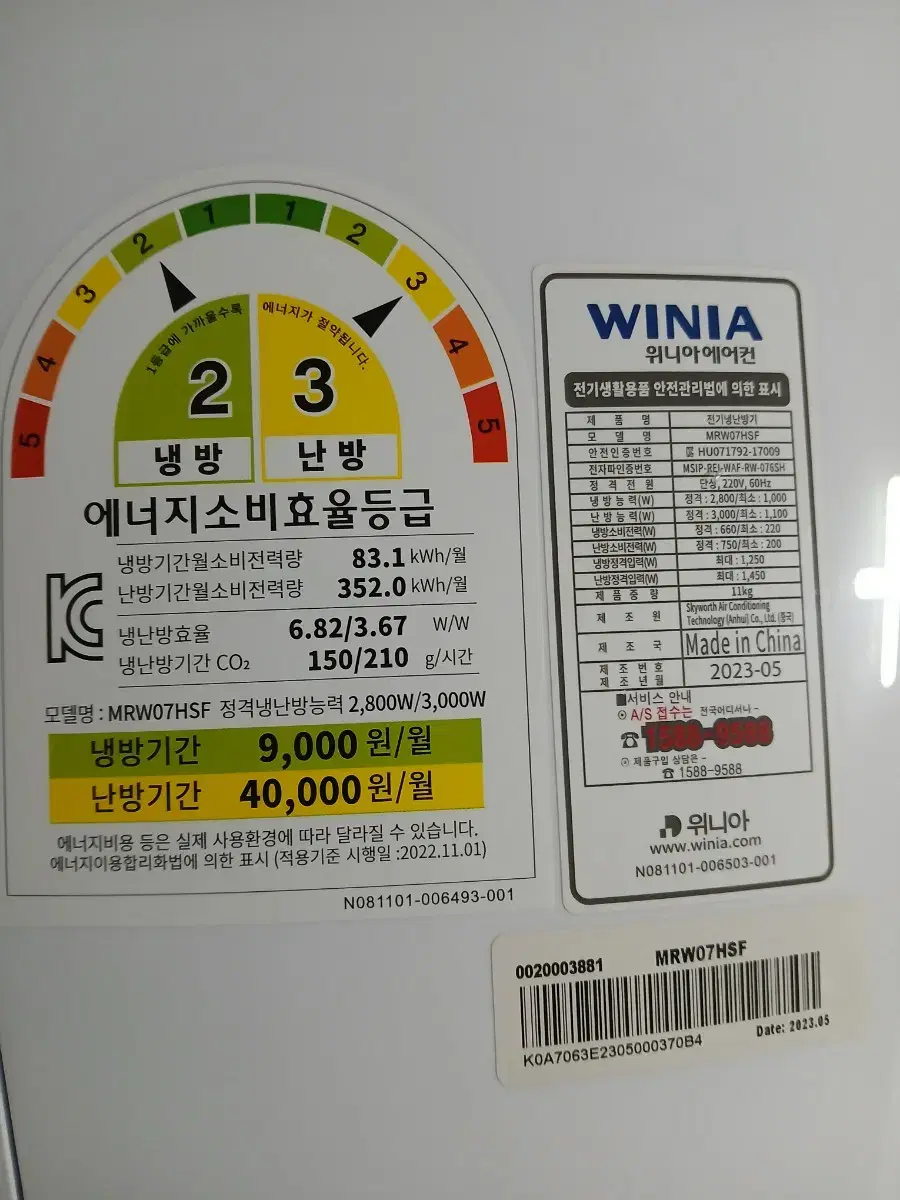 1 1
2 2
3 3
4 4
5 5
1등급에 가까울수록 에너지가 절약됩니다.
2 3
냉방 난방
에너지소비효율등급
냉방기간월소비전력량 83.1 kWh/월
난방기간월소비전력량 352.0 kWh/월
냉난방효율 6.82/3.67 W/W
냉난방기간 CO₂ 150/210 g/시간
모델명 : MRW07HSF 정격냉난방능력 2,800W/3,000W
냉방기간 9,000 원/월
난방기간 40,000 원/월
에너지비용 등은 실제 사용환경에 따라 달라질 수 있습니다.
에너지이용합리화법에 의한 표시 (적용기준 시행일 :2022.11.01)
N081101-006493-001
WINIA
위니아에어컨
전기생활용품 안전관리법에 의한 표시
제품명 전기냉난방기
모델명 MRW07HSF
안전인증번호 HU071792-17009
전자파인증번호 MSIP-REI-WAF-RW-076SH
정격전원 단상, 220V, 60Hz
냉방능력(W) 정격 : 2,800/최소 : 1,000
난방능력(W) 정격 : 3,000/최소 : 1,100
냉방소비전력(W) 정격 : 660/최소 : 220
난방소비전력(W) 정격 : 750/최소 : 200
냉방정격입력(W) 최대 : 1,250
난방정격입력(W) 최대 : 1,450
제품중량 11kg
제조원 Skyworth Air Conditioning
Technology (Anhui) Co., Ltd. (중국)
제조국 Made in China
제조번호
제조년월 2023-05
■서비스 안내
⊙ A/S 접수는 전국어디서나 -
☎ 1588-9588
⊙ 제품구입 상담은 -
☎ 1588-9588
위니아
www.winia.com
N081101-006503-001
0020003881 MRW07HSF
K0A7063E2305000370B4 Date: 2023.05